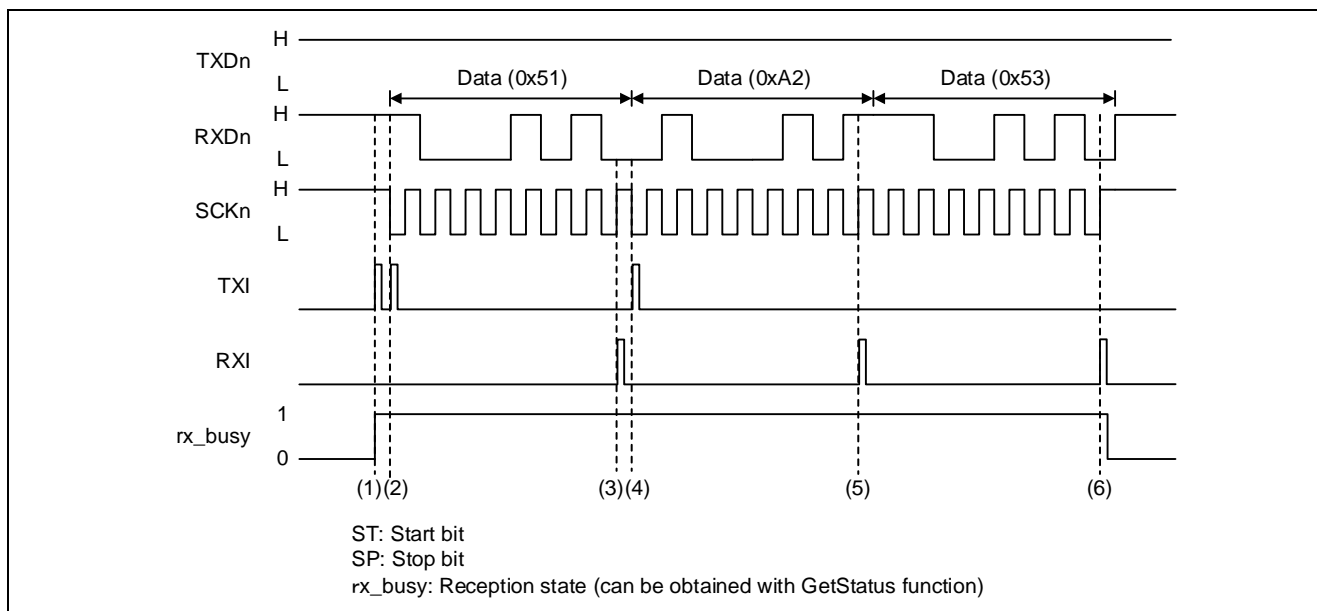 H
TXDn
L
Data (0x51) Data (0xA2) Data (0x53)
H
RXDn
L
H
SCKn
L
TXI
RXI
1
rx_busy
0
(1) (2) (3) (4) (5) (6)
ST: Start bit
SP: Stop bit
rx_busy: Reception state (can be obtained with GetStatus function)